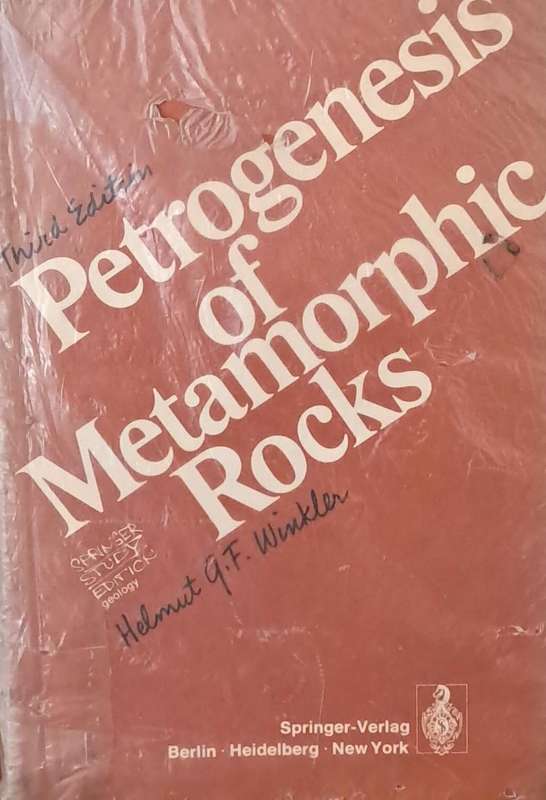 Third Edition
Petrogenesis
of
Metamorphic
Rocks
SPRINGER
STUDY
EDITION
geology
Helmut G.F. Winkler
Springer-Verlag
Berlin · Heidelberg · New York